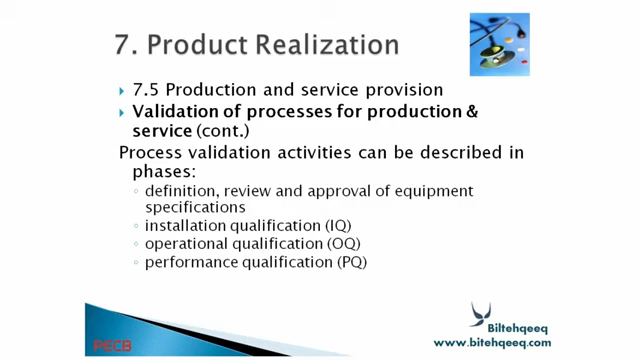 7. Product Realization
7.5 Production and service provision
Validation of processes for production &
service (cont.)
Process validation activities can be described in
phases:
definition, review and approval of equipment
specifications
installation qualification (IQ)
operational qualification (OQ)
performance qualification (PQ)
PECB
Biltehqeeq
www.bitehqeeq.com